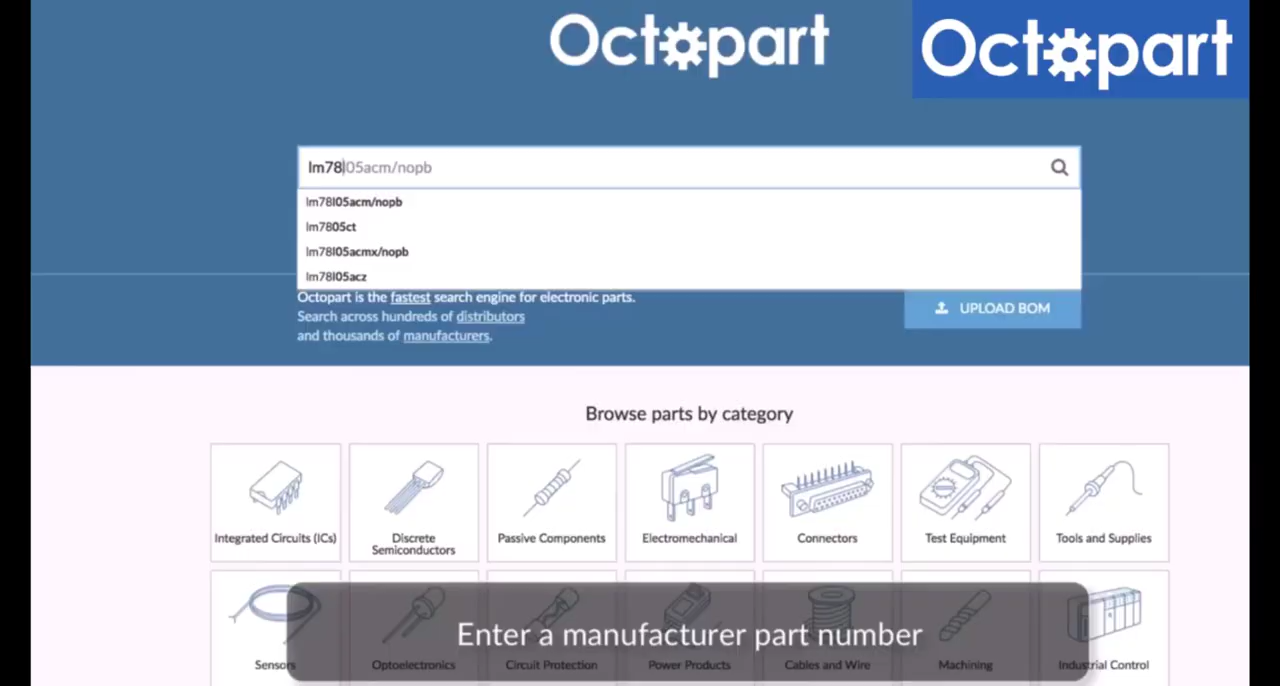 Octopart
Octopart
lm78l05acm/nopb
lm78l05acm/nopb
lm7805ct
lm78l05acmx/nopb
lm78l05acz
Octopart is the fastest search engine for electronic parts.
Search across hundreds of distributors
and thousands of manufacturers.
UPLOAD BOM
Browse parts by category
Integrated Circuits (ICs)
Discrete
Semiconductors
Passive Components
Electromechanical
Connectors
Test Equipment
Tools and Supplies
Enter a manufacturer part number
Sensors
Optoelectronics
Circuit Protection
Power Products
Cables and Wire
Machining
Industrial Control